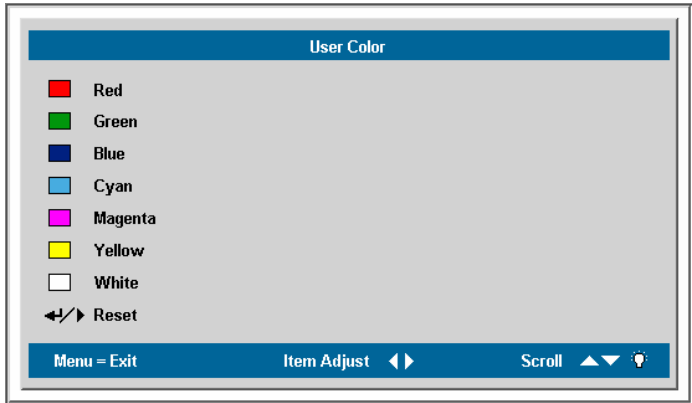 User Color
Red
Green
Blue
Cyan
Magenta
Yellow
White
Reset
Menu = Exit Item Adjust Scroll